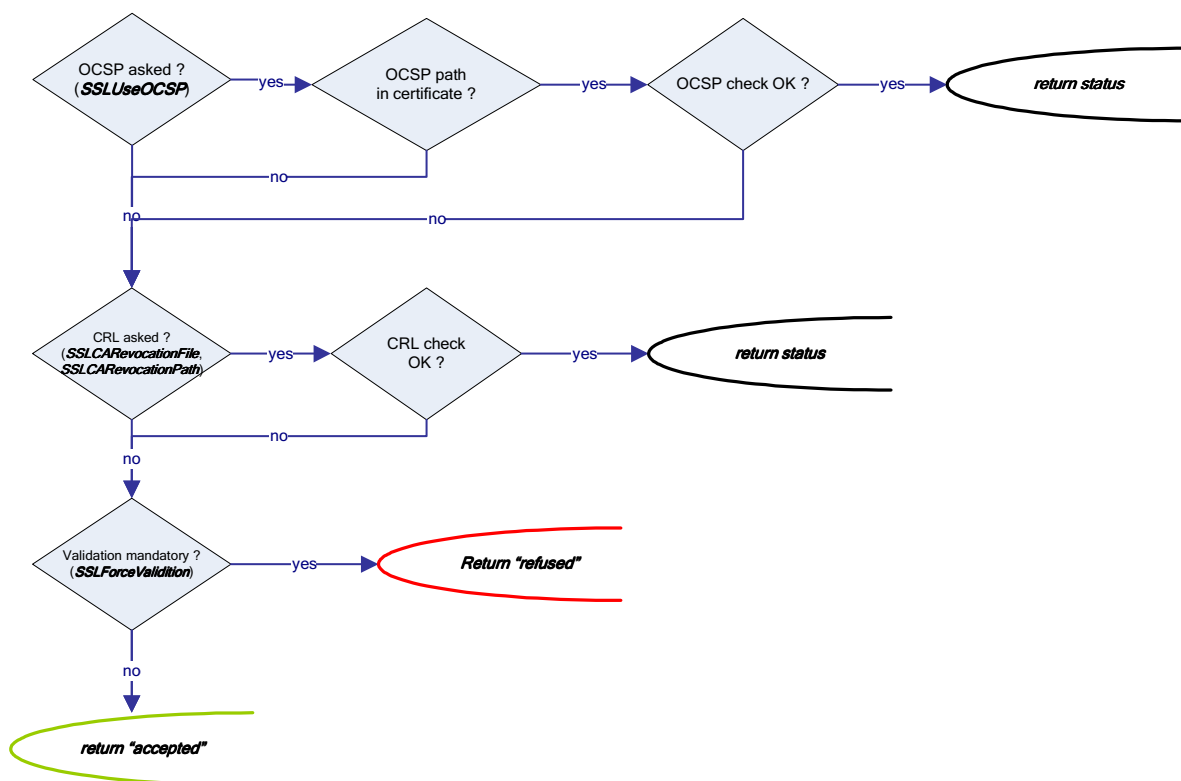 OCSP asked ?
(SSLUseOCSP)
yes
OCSP path
in certificate ?
yes
OCSP check OK ?
yes
return status
no
no
no
CRL asked ?
(SSLCARevocationFile,
SSLCARevocationPath)
yes
CRL check
OK ?
yes
return status
no
no
Validation mandatory ?
(SSLForceValidition)
yes
Return “refused”
no
return “accepted”